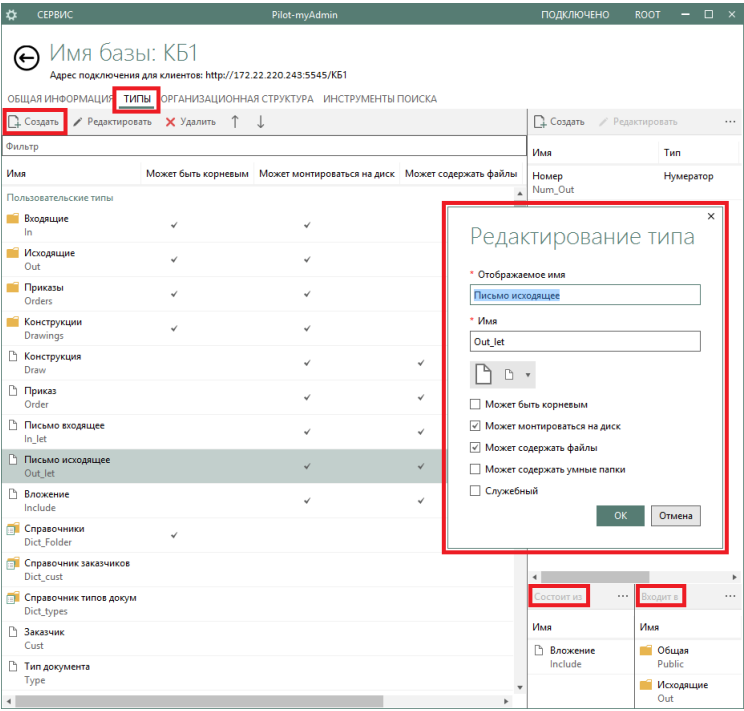 СЕРВИС
Pilot-myAdmin
ПОДКЛЮЧЕНО
ROOT
Имя базы: КБ1
Адрес подключения для клиентов: http://172.22.220.243:5545/КБ1
ОБЩАЯ ИНФОРМАЦИЯ ТИПЫ ОРГАНИЗАЦИОННАЯ СТРУКТУРА ИНСТРУМЕНТЫ ПОИСКА
Создать Редактировать Удалить
Фильтр
Имя Может быть корневым Может монтироваться на диск Может содержать файлы
Пользовательские типы
Входящие
In
Исходящие
Out
Приказы
Orders
Конструкции
Drawings
Конструкция
Draw
Приказ
Order
Письмо входящее
In_let
Письмо исходящее
Out_let
Вложение
Include
Справочники
Dict_Folder
Справочник заказчиков
Dict_cust
Справочник типов докум
Dict_types
Заказчик
Cust
Тип документа
Type
Создать Редактировать ...
Имя Тип
Номер Нумератор
Num_Out
Редактирование типа
* Отображаемое имя
Письмо исходящее
* Имя
Out_let
Может быть корневым
Может монтироваться на диск
Может содержать файлы
Может содержать умные папки
Служебный
OK Отмена
Состоит из ...
Имя
Вложение
Include
Входит в ...
Имя
Общая
Public
Исходящие
Out